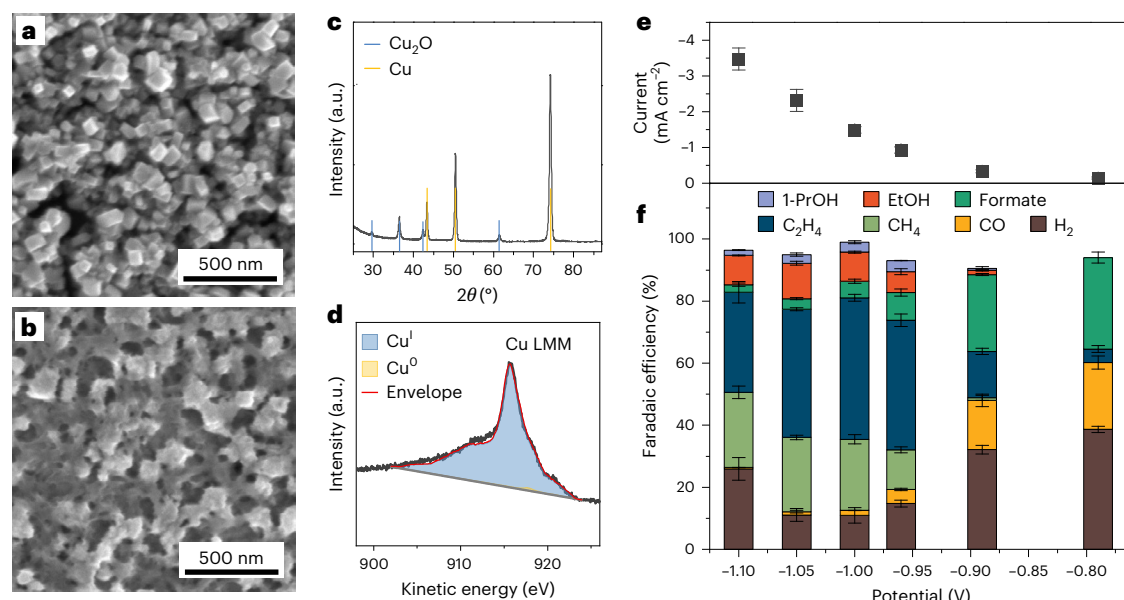 a
500 nm
b
500 nm
c
Cu₂O
Cu
Intensity (a.u.)
30 40 50 60 70 80
2θ (°)
d
Cuᴵ
Cu⁰
Envelope
Cu LMM
Intensity (a.u.)
900 910 920
Kinetic energy (eV)
e
Current
(mA cm⁻²)
−4
−3
−2
−1
0
f
1-PrOH EtOH Formate
C₂H₄ CH₄ CO H₂
Faradaic efficiency (%)
100
80
60
40
20
0
−1.10 −1.05 −1.00 −0.95 −0.90 −0.85 −0.80
Potential (V)